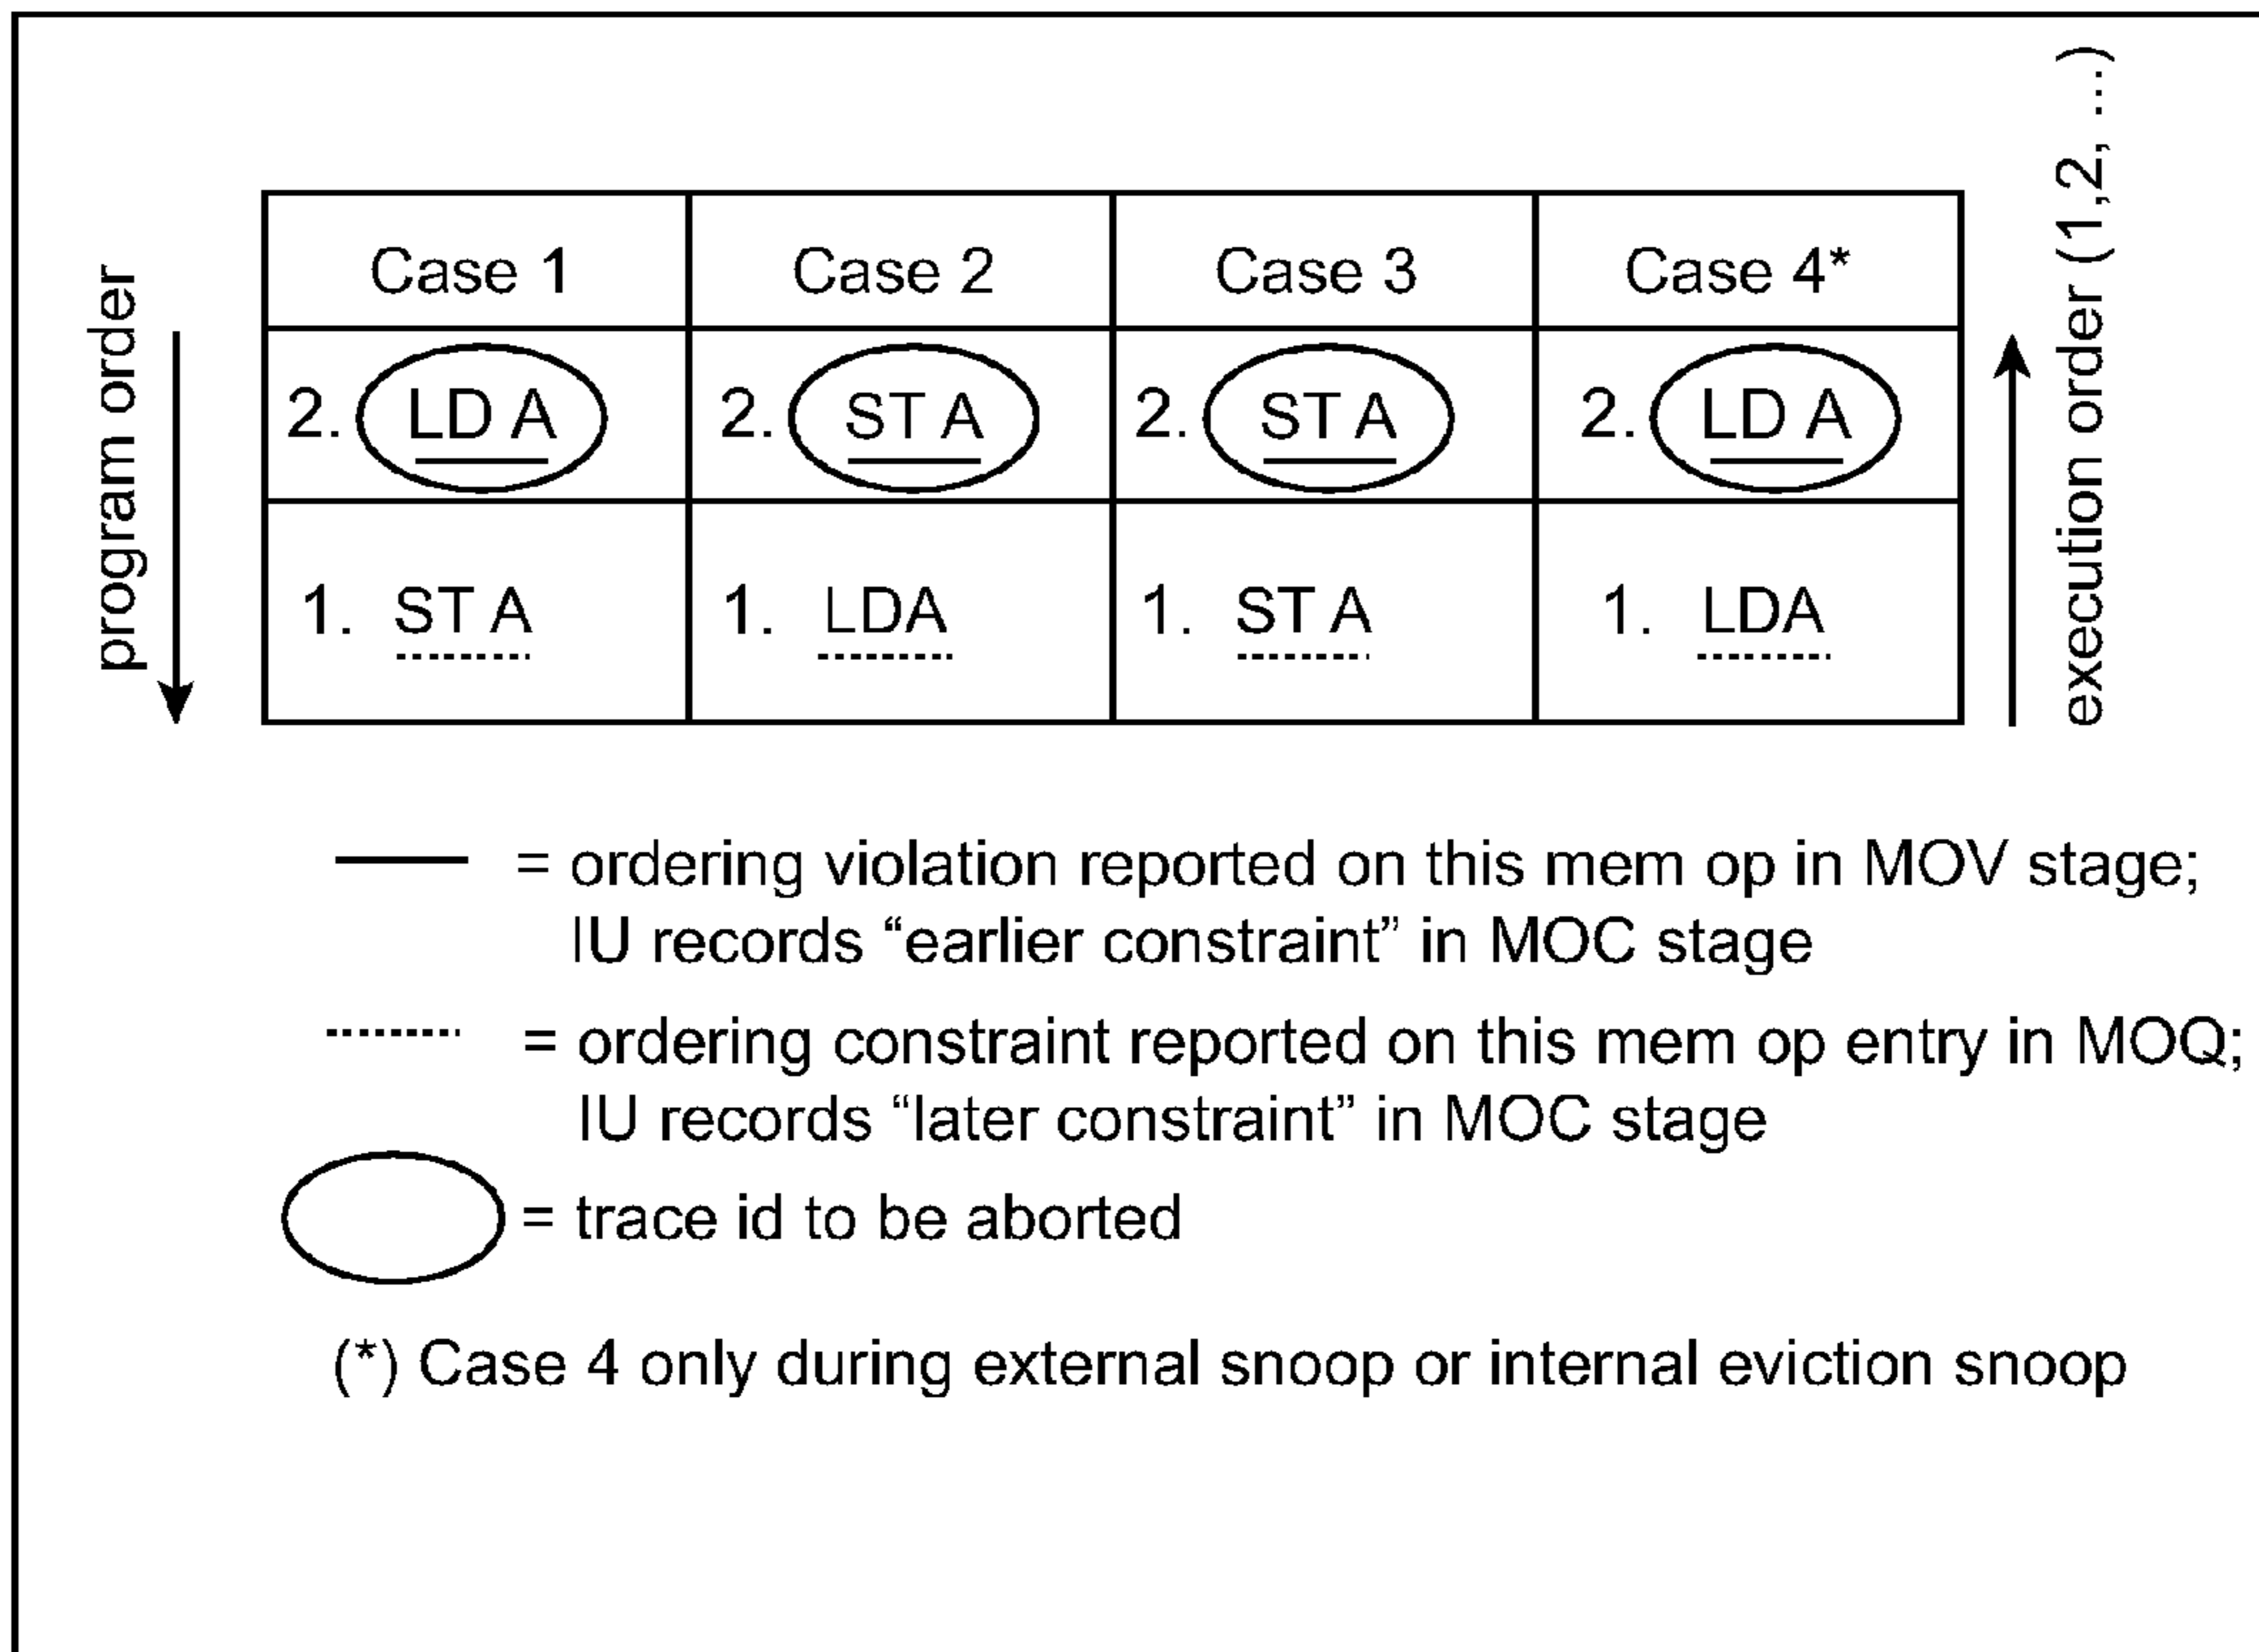 program order
Case 1 Case 2 Case 3 Case 4*
2. LD A 2. ST A 2. ST A 2. LD A
1. ST A 1. LDA 1. ST A 1. LDA
execution order (1,2, ...)
= ordering violation reported on this mem op in MOV stage;
IU records “earlier constraint” in MOC stage
= ordering constraint reported on this mem op entry in MOQ;
IU records “later constraint” in MOC stage
= trace id to be aborted
(*) Case 4 only during external snoop or internal eviction snoop